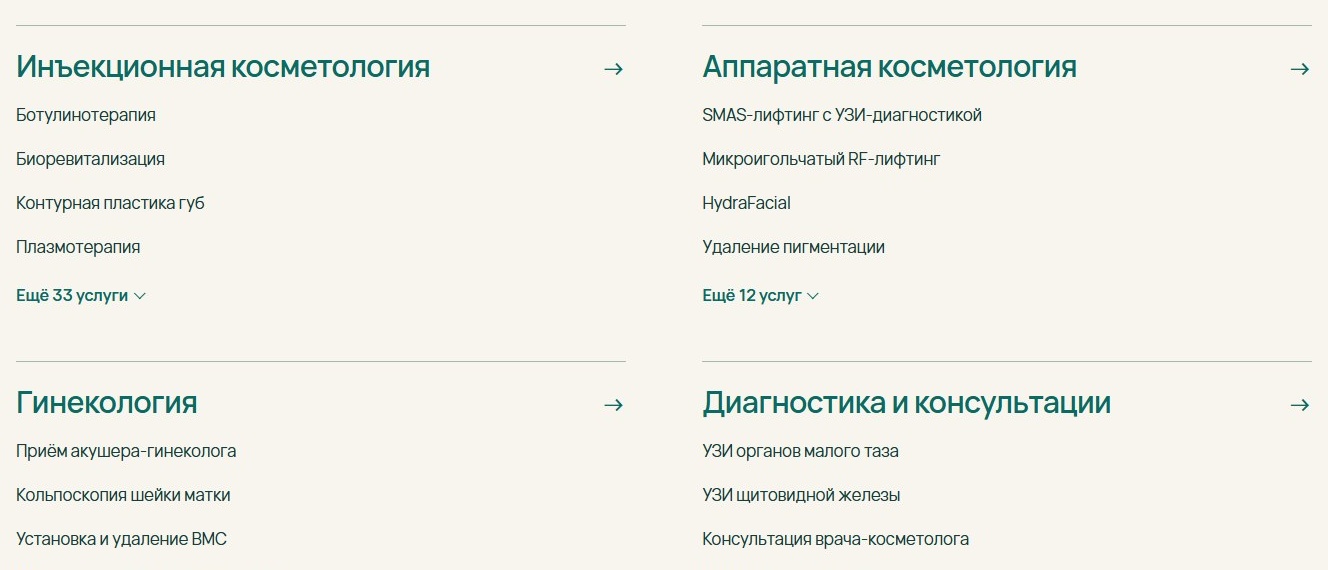 Инъекционная косметология
Ботулинотерапия
Биоревитализация
Контурная пластика губ
Плазмотерапия
Ещё 33 услуги
Аппаратная косметология
SMAS-лифтинг с УЗИ-диагностикой
Микроигольчатый RF-лифтинг
HydraFacial
Удаление пигментации
Ещё 12 услуг
Гинекология
Приём акушера-гинеколога
Кольпоскопия шейки матки
Установка и удаление ВМС
Диагностика и консультации
УЗИ органов малого таза
УЗИ щитовидной железы
Консультация врача-косметолога